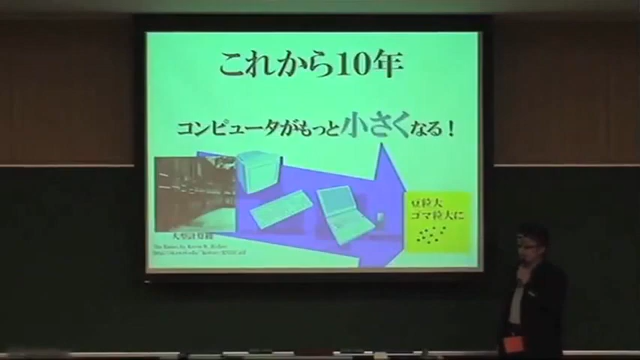 これから10年
コンピュータがもっと小さくなる！
豆粒大
ゴマ粒大に
大型計算機